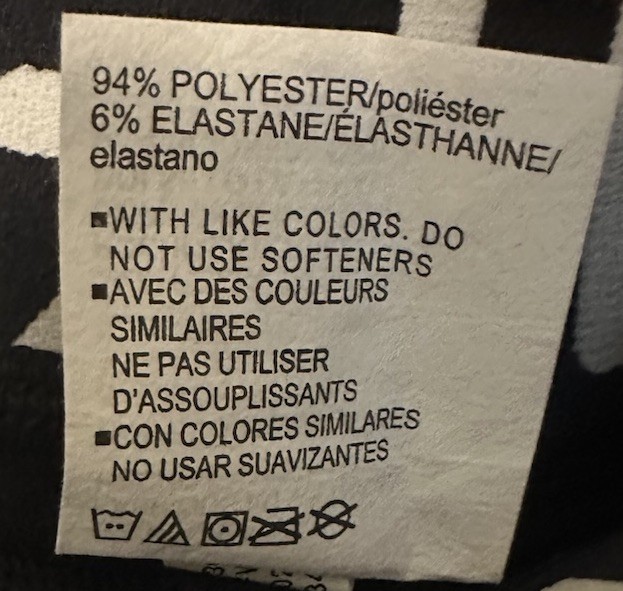 94% POLYESTER/poliéster
6% ELASTANE/ÉLASTHANNE/
elastano
▪WITH LIKE COLORS. DO
NOT USE SOFTENERS
▪AVEC DES COULEURS
SIMILAIRES
NE PAS UTILISER
D'ASSOUPLISSANTS
▪CON COLORES SIMILARES
NO USAR SUAVIZANTES